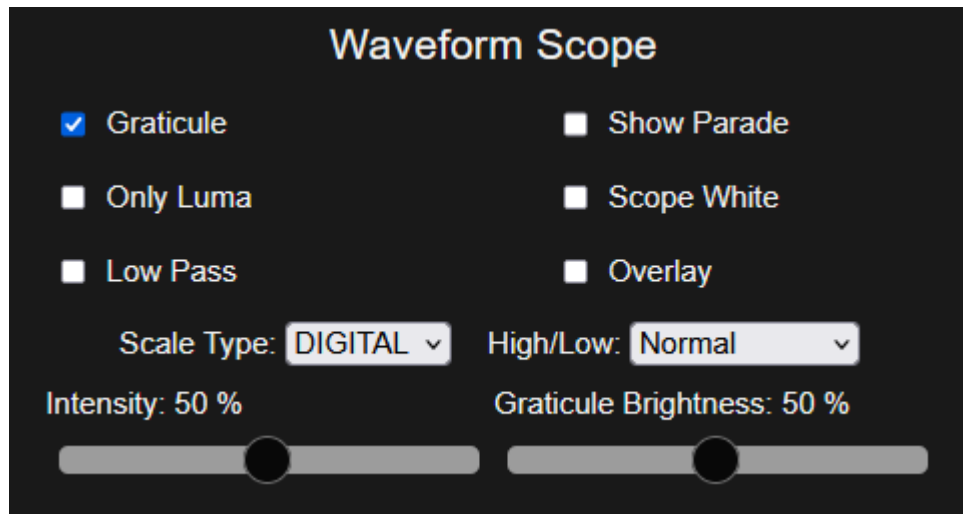 Waveform Scope
Graticule
Show Parade
Only Luma
Scope White
Low Pass
Overlay
Scale Type: DIGITAL High/Low: Normal
Intensity: 50 % Graticule Brightness: 50 %